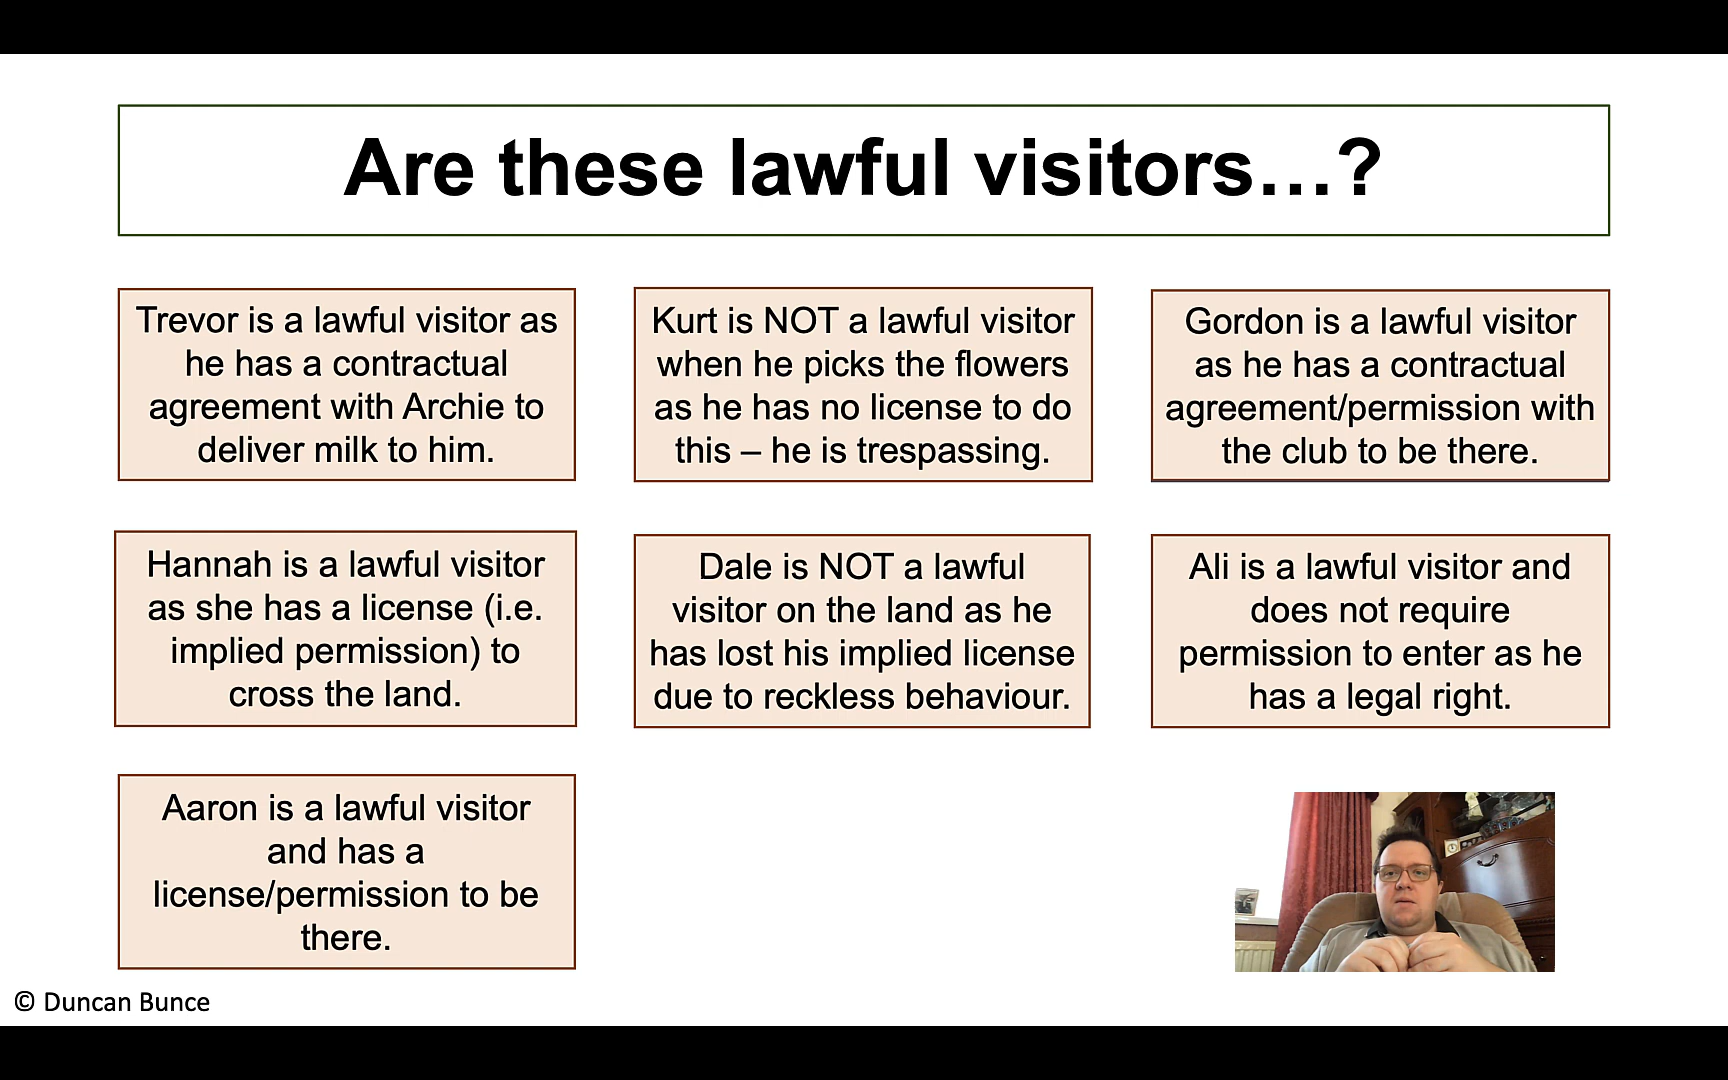 Are these lawful visitors…?
Trevor is a lawful visitor as
he has a contractual
agreement with Archie to
deliver milk to him.
Kurt is NOT a lawful visitor
when he picks the flowers
as he has no license to do
this – he is trespassing.
Gordon is a lawful visitor
as he has a contractual
agreement/permission with
the club to be there.
Hannah is a lawful visitor
as she has a license (i.e.
implied permission) to
cross the land.
Dale is NOT a lawful
visitor on the land as he
has lost his implied license
due to reckless behaviour.
Ali is a lawful visitor and
does not require
permission to enter as he
has a legal right.
Aaron is a lawful visitor
and has a
license/permission to be
there.
© Duncan Bunce